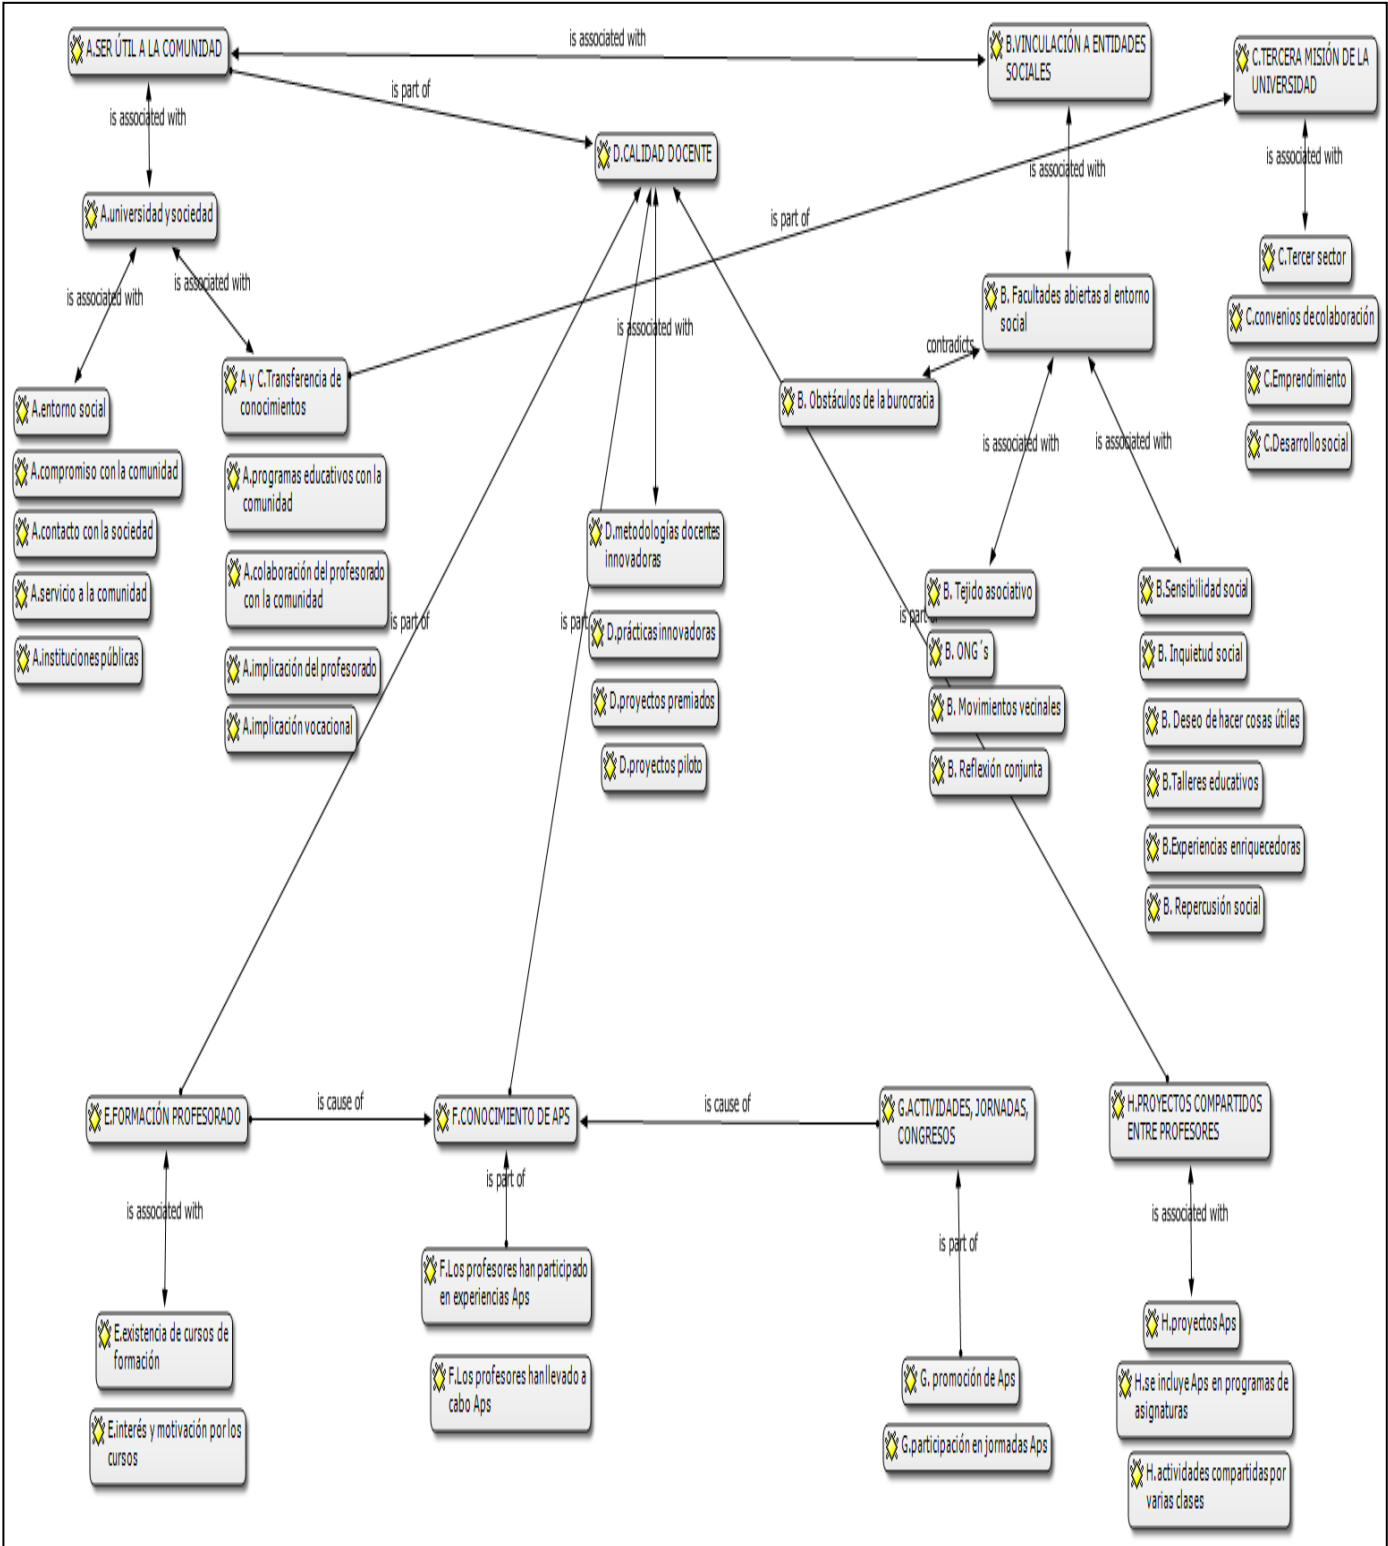 A.SER ÚTIL A LA COMUNIDAD
is associated with
B.VINCULACIÓN A ENTIDADES
SOCIALES
C.TERCERA MISIÓN DE LA
UNIVERSIDAD
is part of
is associated with
D.CALIDAD DOCENTE
is associated with
is associated with
A.universidad y sociedad
is part of
C.Tercer sector
is associated with
is associated with
B. Facultades abiertas al entorno
social
C.convenios de colaboración
is associated with
contradicts
A y C.Transferencia de
conocimientos
C.Emprendimiento
A.entorno social
B. Obstáculos de la burocracia
is associated with
is associated with
C.Desarrollo social
A.compromiso con la comunidad
A.programas educativos con la
comunidad
A.contacto con la sociedad
D.metodologías docentes
innovadoras
A.servicio a la comunidad
A.colaboración del profesorado
con la comunidad
B. Tejido asociativo
B.Sensibilidad social
is part of
is part
is part of
D.prácticas innovadoras
A.instituciones públicas
B. ONG´s
B. Inquietud social
A.implicación del profesorado
D.proyectos premiados
B. Movimientos vecinales
B. Deseo de hacer cosas útiles
A.implicación vocacional
D.proyectos piloto
B. Reflexión conjunta
B.Talleres educativos
B.Experiencias enriquecedoras
B. Repercusión social
E.FORMACIÓN PROFESORADO
is cause of
F.CONOCIMIENTO DE APS
is cause of
G.ACTIVIDADES, JORNADAS,
CONGRESOS
H.PROYECTOS COMPARTIDOS
ENTRE PROFESORES
is associated with
is part of
is part of
is associated with
F.Los profesores han participado
en experiencias Aps
E.existencia de cursos de
formación
H.proyectos Aps
F.Los profesores han llevado a
cabo Aps
G. promoción de Aps
H.se incluye Aps en programas de
asignaturas
E.interés y motivación por los
cursos
G.participación en jornadas Aps
H.actividades compartidas por
varias clases